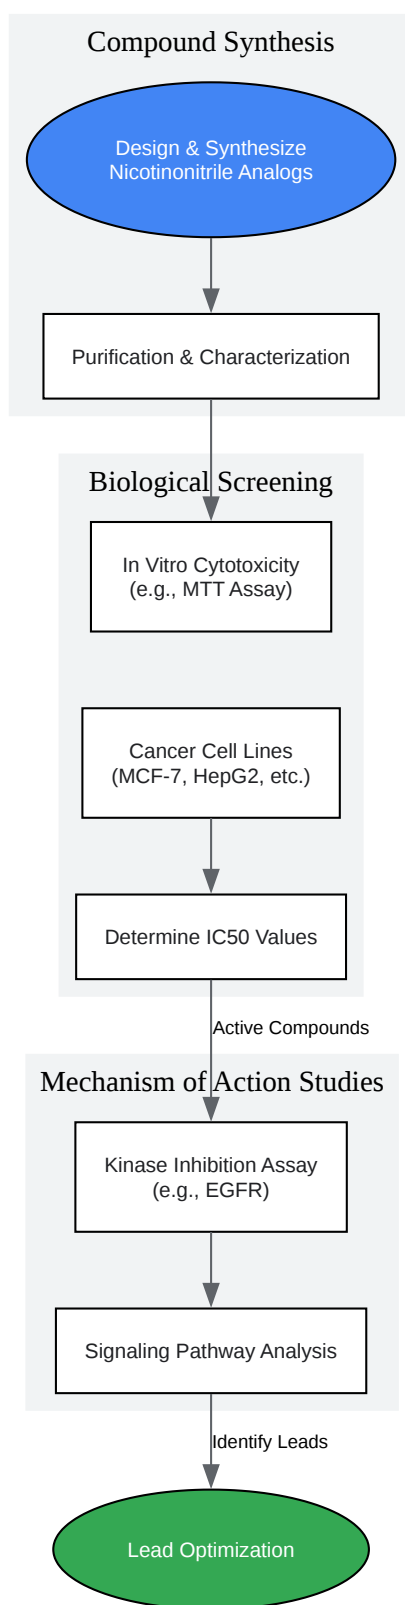 Compound Synthesis
Design & Synthesize
Nicotinonitrile Analogs
Purification & Characterization
Biological Screening
In Vitro Cytotoxicity
(e.g., MTT Assay)
Cancer Cell Lines
(MCF-7, HepG2, etc.)
Determine IC50 Values
Active Compounds
Mechanism of Action Studies
Kinase Inhibition Assay
(e.g., EGFR)
Signaling Pathway Analysis
Identify Leads
Lead Optimization